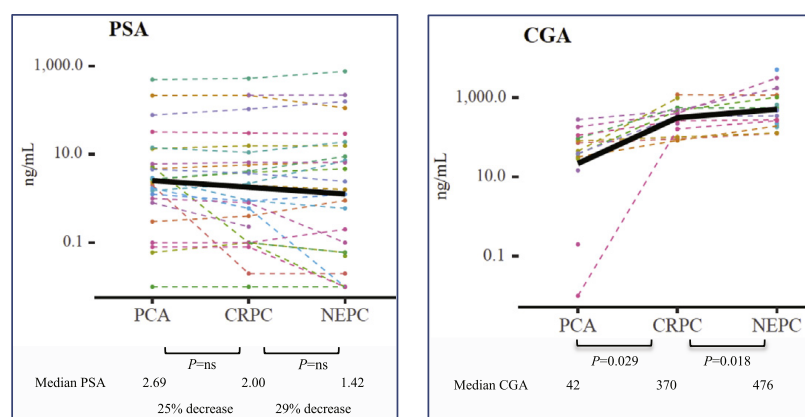 PSA
1,000.0
10.0
0.1
ng/mL
PCA CRPC NEPC
P=ns P=ns
Median PSA 2.69 2.00 1.42
25% decrease 29% decrease
CGA
1,000.0
10.0
0.1
ng/mL
PCA CRPC NEPC
P=0.029 P=0.018
Median CGA 42 370 476